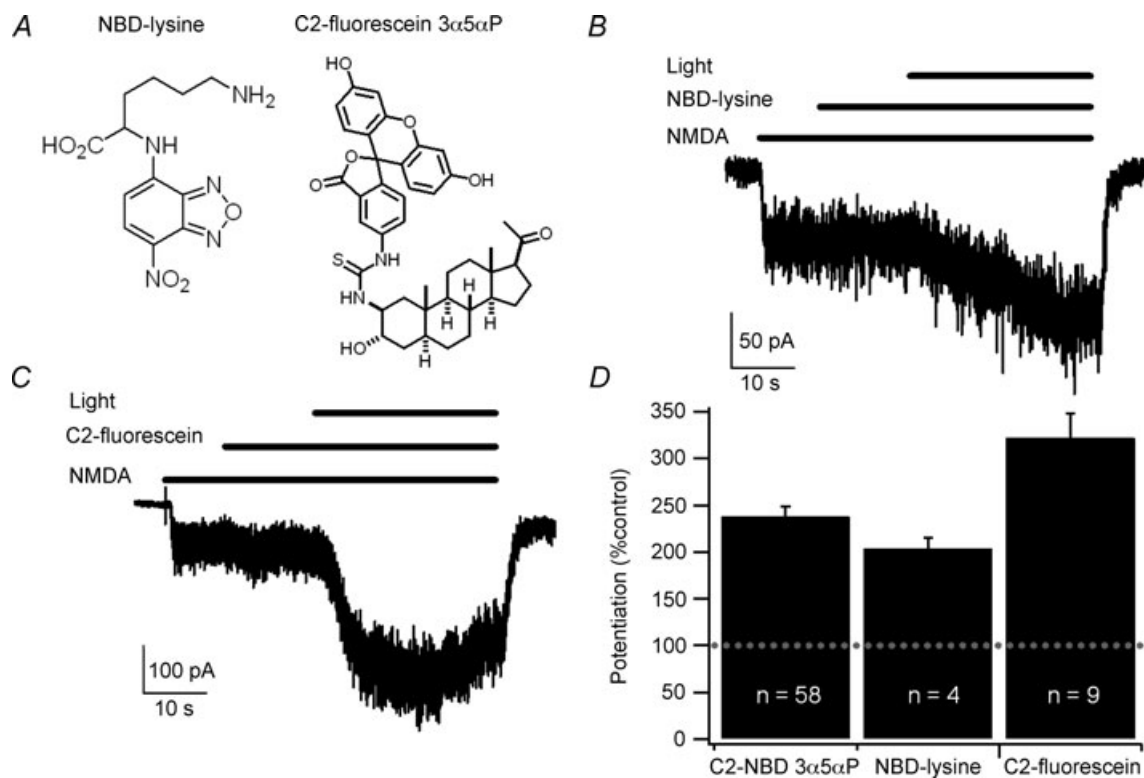 A
NBD-lysine
C2-fluorescein 3α5αP
NH2
HO2C
NH
N
O
N
NO2
HO
O
O
O
OH
S
NH
HN
O
H
H
H
H
HO
B
Light
NBD-lysine
NMDA
50 pA
10 s
C
Light
C2-fluorescein
NMDA
100 pA
10 s
D
Potentiation (%control)
350
300
250
200
150
100
50
0
n = 58
n = 4
n = 9
C2-NBD 3α5αP
NBD-lysine
C2-fluorescein